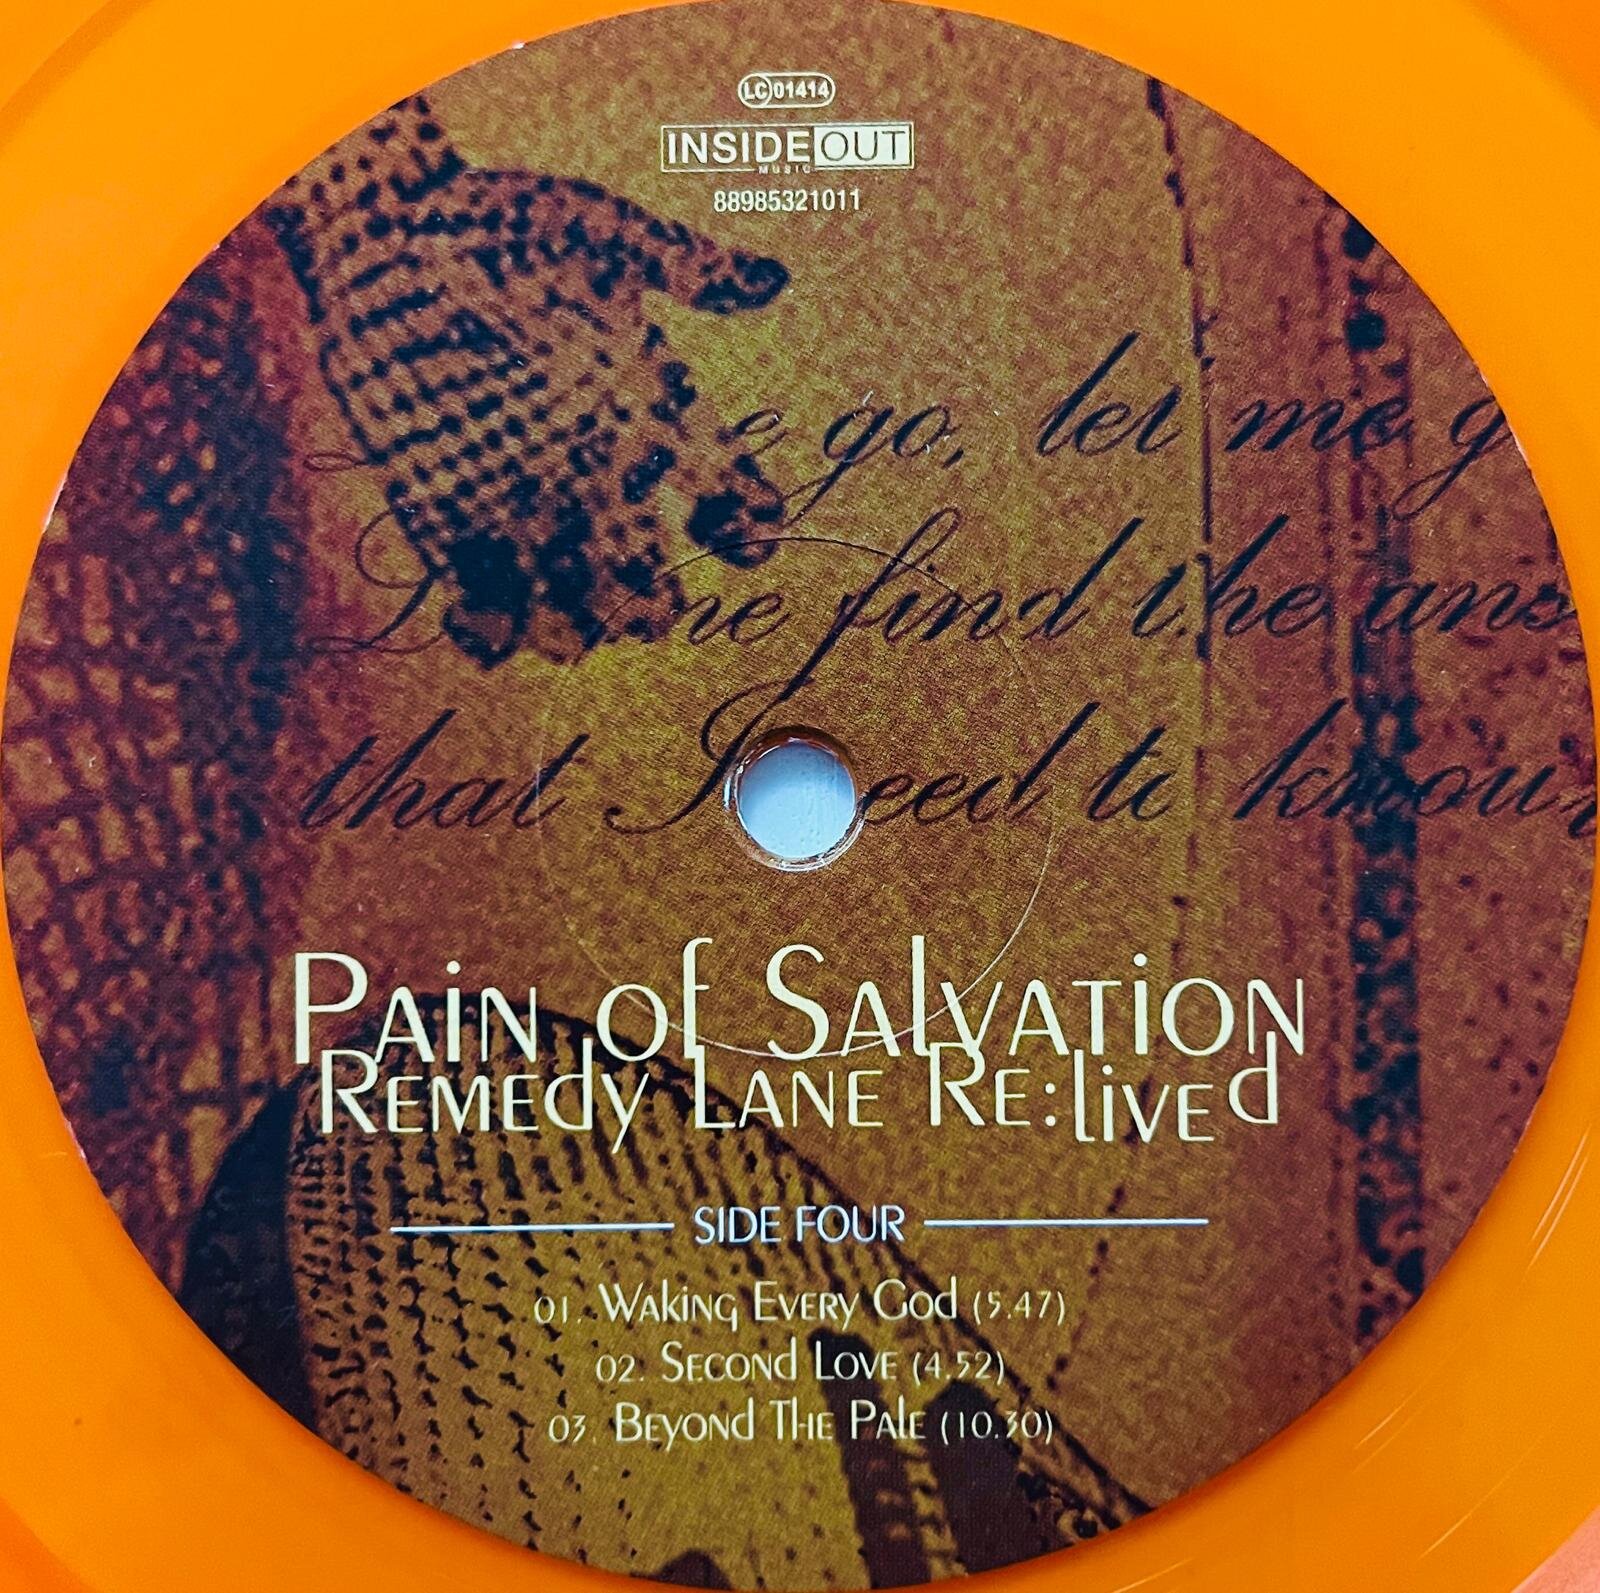 LC 01414
INSIDEOUT
MUSIC
88985321011
e go, let me g
me find the ans
that I need to know
Pain of Salvation
Remedy Lane Re:lived
SIDE FOUR
01. Waking Every God (5.47)
02. Second Love (4.52)
03. Beyond The Pale (10.30)